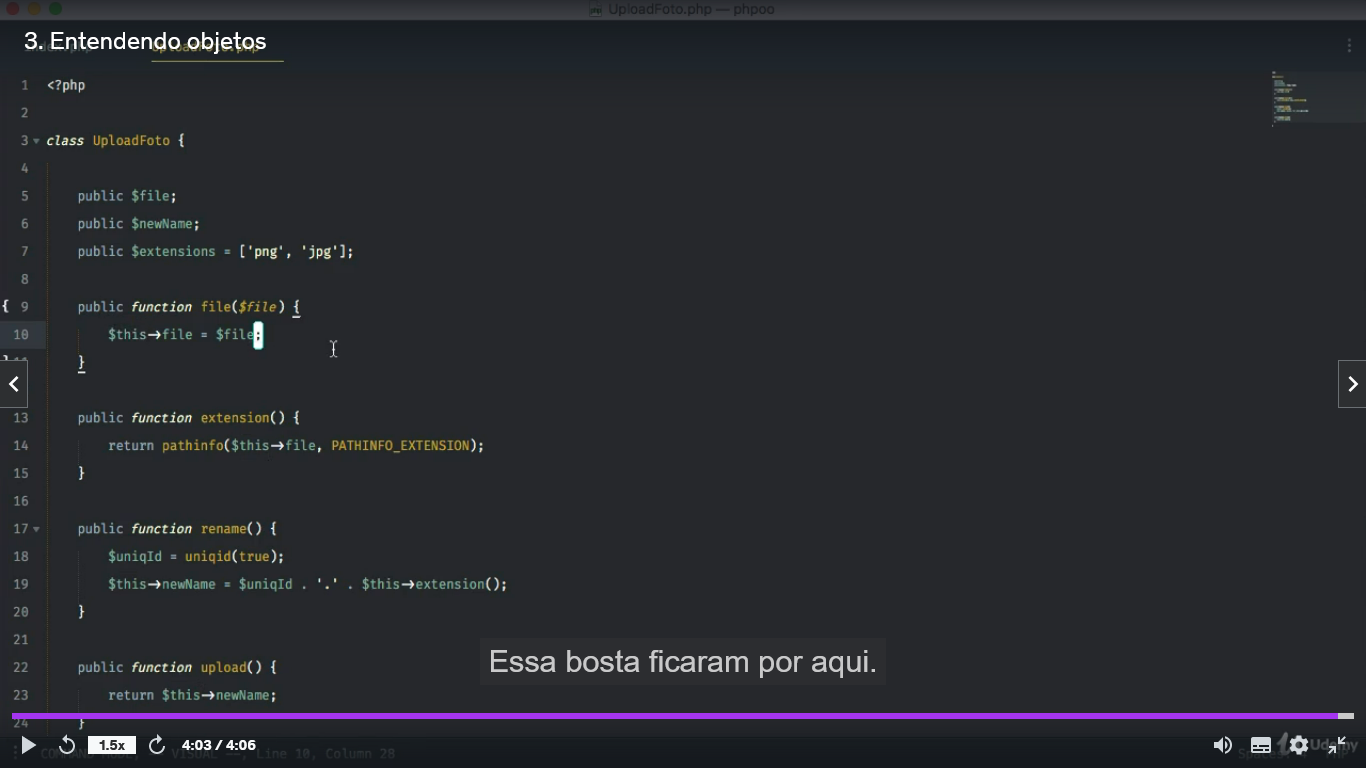 UploadFoto.php — phpoo
3. Entendendo objetos
1 <?php
2
3 class UploadFoto {
4
5 public $file;
6 public $newName;
7 public $extensions = ['png', 'jpg'];
8
{ 9 public function file($file) {
10 $this→file = $file;
}
13 public function extension() {
14 return pathinfo($this→file, PATHINFO_EXTENSION);
15 }
16
17 public function rename() {
18 $uniqId = uniqid(true);
19 $this→newName = $uniqId . '.' . $this→extension();
20 }
21
22 public function upload() {
23 return $this→newName;
24 }
Essa bosta ficaram por aqui.
1.5x 4:03 / 4:06
Line 10, Column 28
Udemy